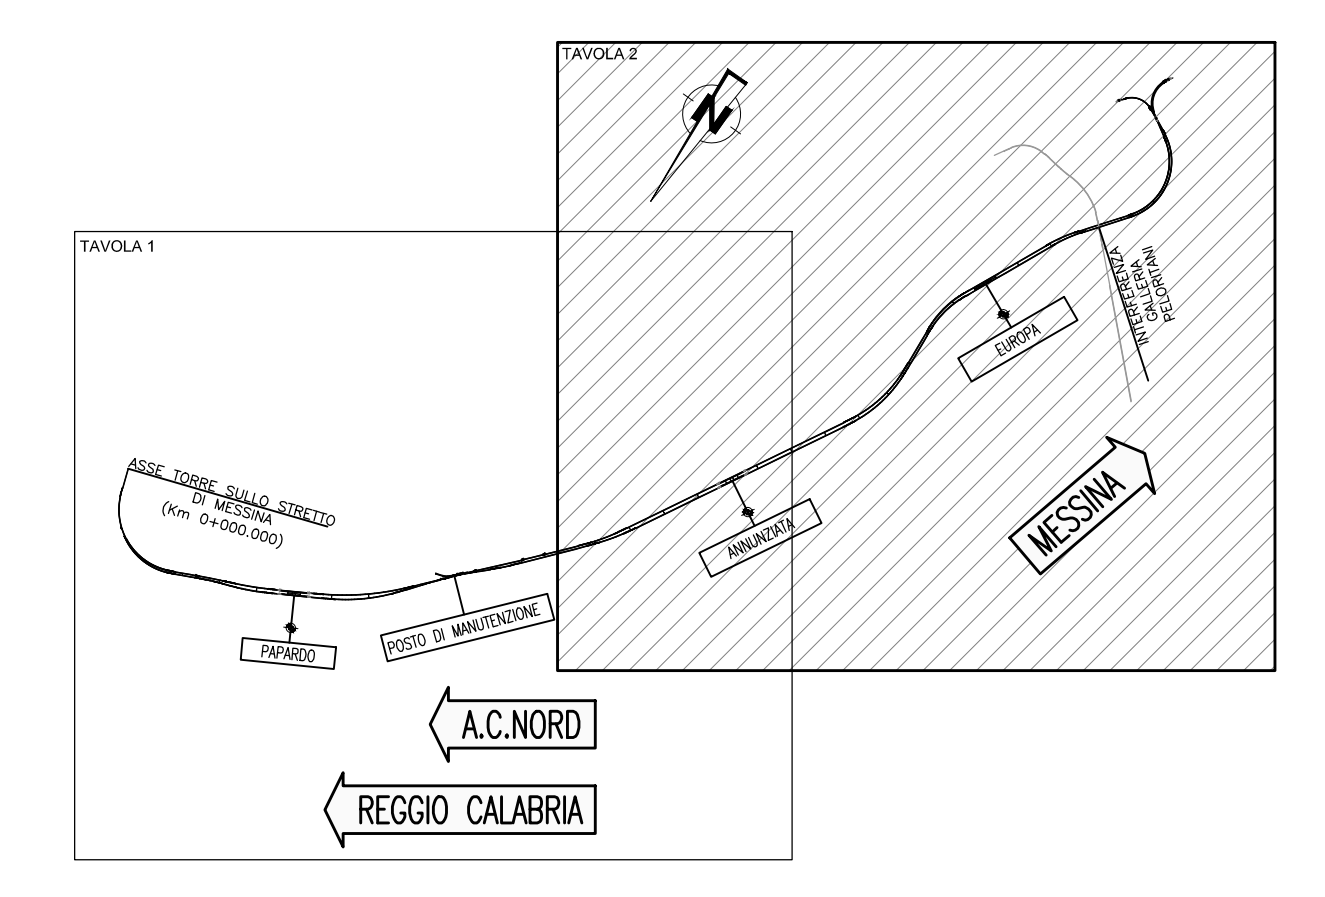 TAVOLA 2
N
TAVOLA 1
INTERFERENZA
GALLERIA
PELORITANI
EUROPA
ASSE TORRE SULLO STRETTO
DI MESSINA
(Km 0+000.000)
MESSINA
ANNUNZIATA
POSTO DI MANUTENZIONE
PAPARDO
A.C.NORD
REGGIO CALABRIA